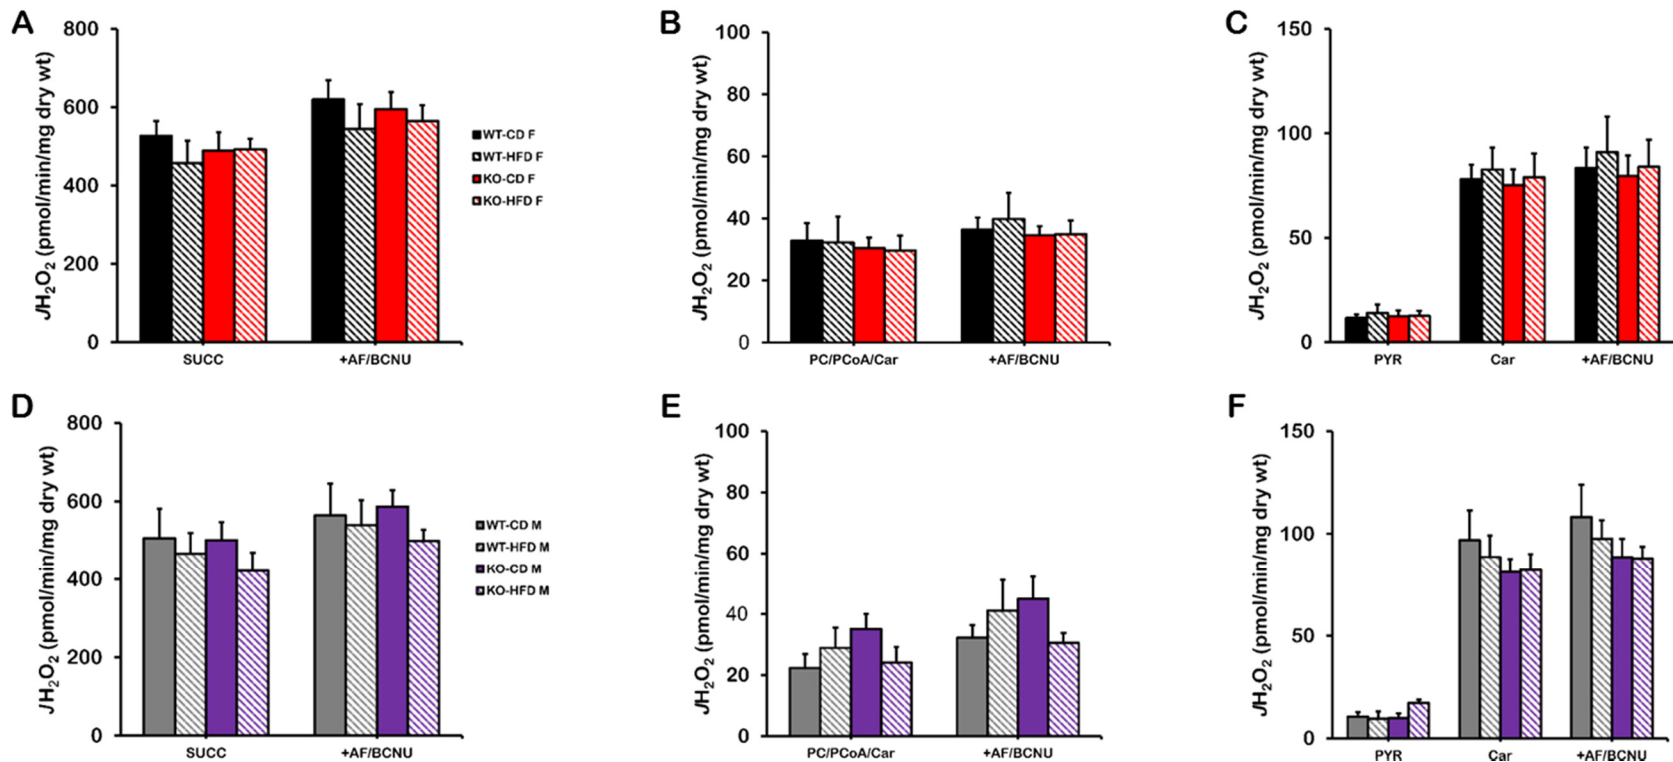 A
800
600
400
200
0
JH2O2 (pmol/min/mg dry wt)
SUCC
+AF/BCNU
WT-CD F
WT-HFD F
KO-CD F
KO-HFD F
B
100
80
60
40
20
0
JH2O2 (pmol/min/mg dry wt)
PC/PCoA/Car
+AF/BCNU
C
150
100
50
0
JH2O2 (pmol/min/mg dry wt)
PYR
Car
+AF/BCNU
D
800
600
400
200
0
JH2O2 (pmol/min/mg dry wt)
SUCC
+AF/BCNU
WT-CD M
WT-HFD M
KO-CD M
KO-HFD M
E
100
80
60
40
20
0
JH2O2 (pmol/min/mg dry wt)
PC/PCoA/Car
+AF/BCNU
F
150
100
50
0
JH2O2 (pmol/min/mg dry wt)
PYR
Car
+AF/BCNU